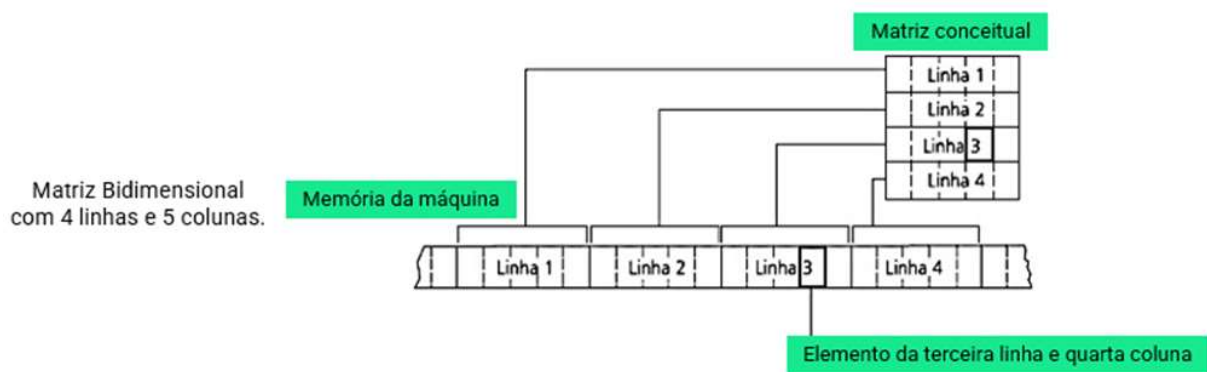 Matriz conceitual
Linha 1
Linha 2
Linha 3
Linha 4
Matriz Bidimensional
com 4 linhas e 5 colunas.
Memória da máquina
Linha 1
Linha 2
Linha 3
Linha 4
Elemento da terceira linha e quarta coluna